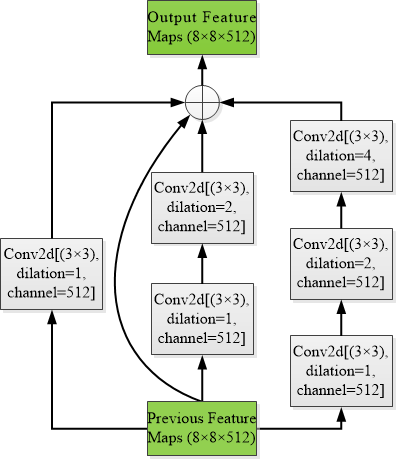 Output Feature
Maps (8×8×512)
Conv2d[(3×3),
dilation=4,
channel=512]
Conv2d[(3×3),
dilation=2,
channel=512]
Conv2d[(3×3),
dilation=1,
channel=512]
Conv2d[(3×3),
dilation=2,
channel=512]
Conv2d[(3×3),
dilation=1,
channel=512]
Conv2d[(3×3),
dilation=1,
channel=512]
Previous Feature
Maps (8×8×512)